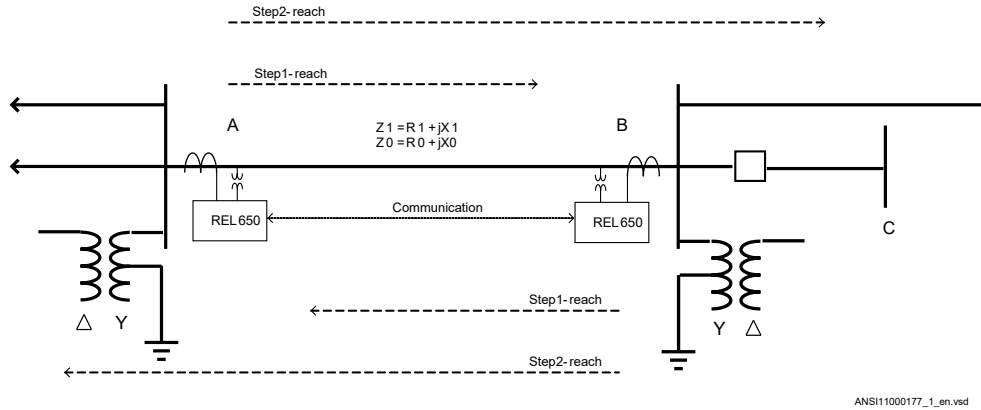 Step2-reach
Step1-reach
A
B
Z1=R1+jX1
Z0=R0+jX0
REL650
Communication
REL650
C
Step1-reach
Δ Y
Y Δ
Step2-reach
ANSI11000177_1_en.vsd